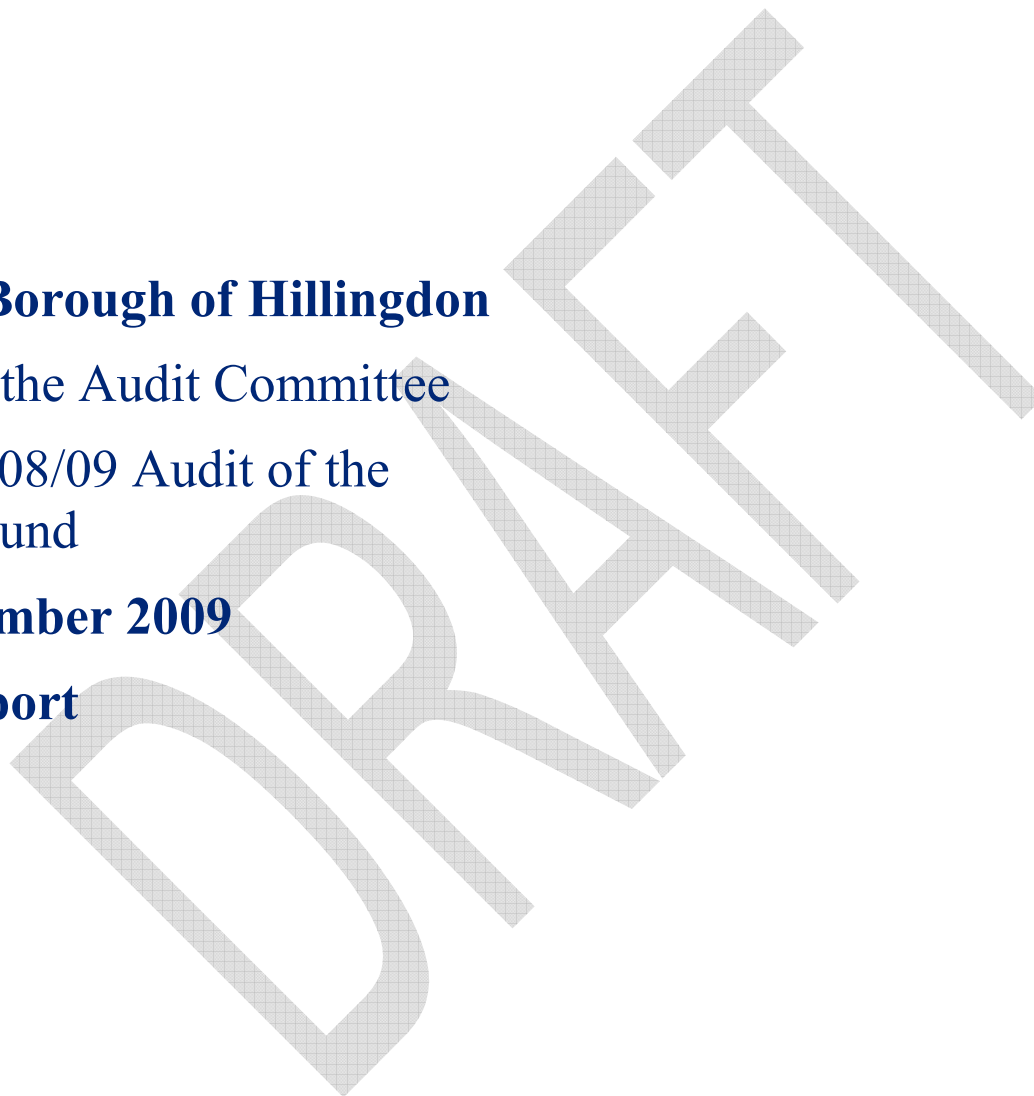 Borough of Hillingdon
the Audit Committee
08/09 Audit of the
und
mber 2009
port
DRAFT